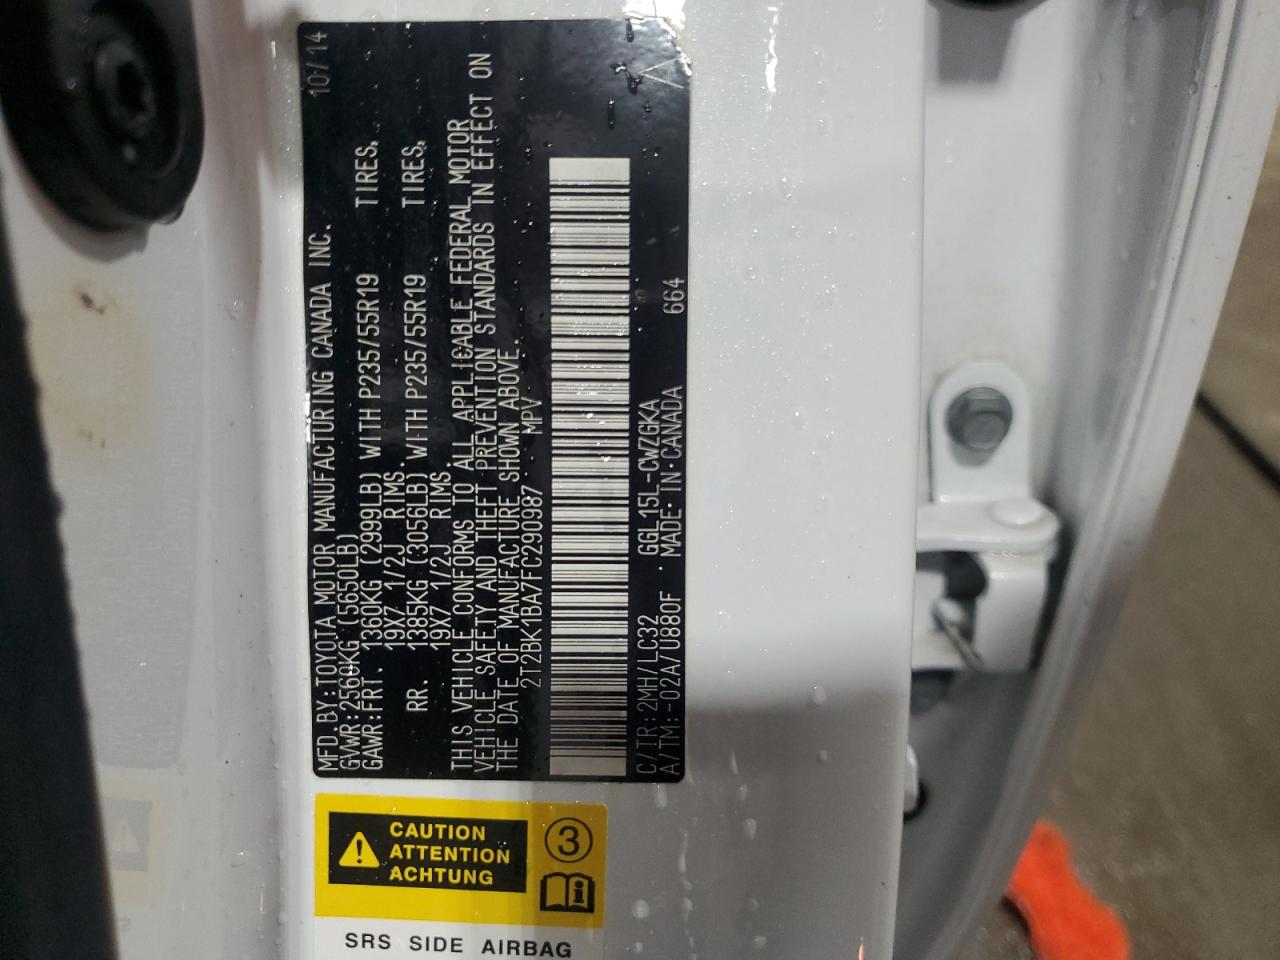 MFD. BY: TOYOTA MOTOR MANUFACTURING CANADA INC. 10/14
GVWR: 2560KG (5650LB)
GAWR: FRT. 1360KG (2999LB) WITH P235/55R19 TIRES,
19X7 1/2J RIMS.
RR. 1385KG (3056LB) WITH P235/55R19 TIRES,
19X7 1/2J RIMS.
THIS VEHICLE CONFORMS TO ALL APPLICABLE FEDERAL MOTOR
VEHICLE SAFETY AND THEFT PREVENTION STANDARDS IN EFFECT ON
THE DATE OF MANUFACTURE SHOWN ABOVE.
2T2BK1BA7FC290987 MPV
C/TR: 2MH/LC32 GGL15L-CWZGKA 664
A/TM: -02A/U880F MADE IN CANADA
CAUTION
ATTENTION
ACHTUNG
3
SRS SIDE AIRBAG